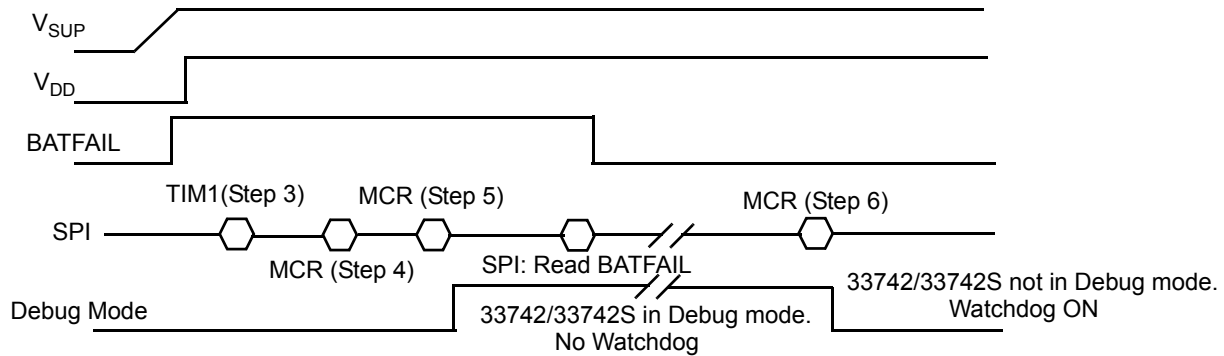 VSUP
VDD
BATFAIL
TIM1(Step 3)
MCR (Step 5)
MCR (Step 6)
SPI
MCR (Step 4)
SPI: Read BATFAIL
Debug Mode
33742/33742S in Debug mode.
No Watchdog
33742/33742S not in Debug mode.
Watchdog ON